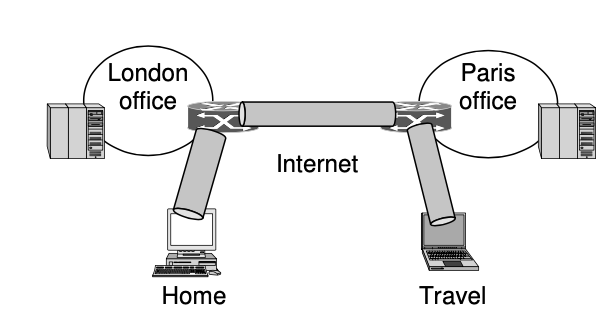 London
office
Paris
office
Internet
Home
Travel